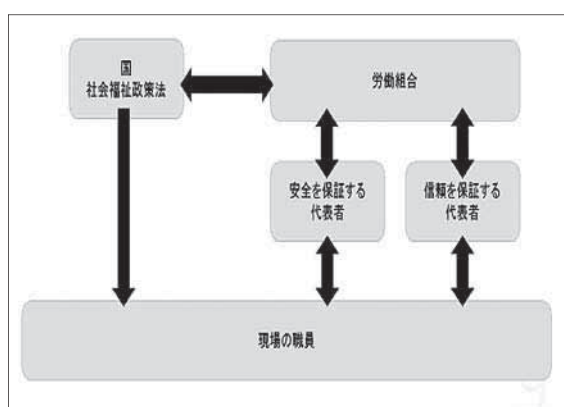 国
社会福祉政策法
労働組合
安全を保証する
代表者
信頼を保証する
代表者
現場の職員